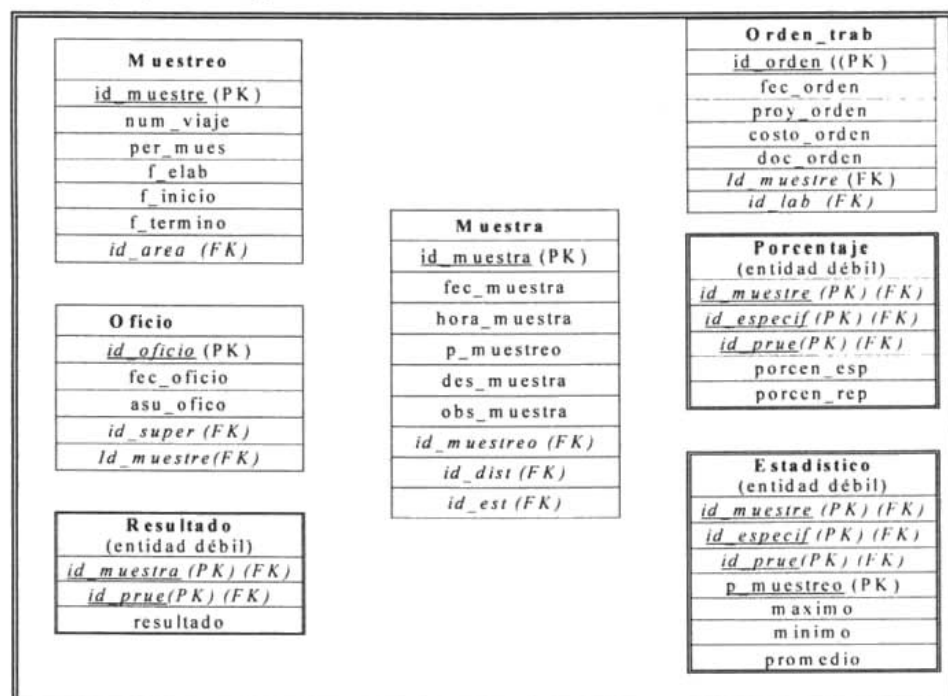 Muestreo
id_muestre (PK)
num_viaje
per_mues
f_elab
f_inicio
f_termino
id_area (FK)
Oficio
id_oficio (PK)
fec_oficio
asu_ofico
id_super (FK)
Id_muestre(FK)
Resultado
(entidad débil)
id_muestra (PK) (FK)
id_prue(PK) (FK)
resultado
Muestra
id_muestra (PK)
fec_muestra
hora_muestra
p_muestreo
des_muestra
obs_muestra
id_muestreo (FK)
id_dist (FK)
id_est (FK)
Orden_trab
id_orden ((PK)
fec_orden
proy_orden
costo_orden
doc_orden
Id_muestre (FK)
id_lab (FK)
Porcentaje
(entidad débil)
id_muestre (PK) (FK)
id_especif (PK) (FK)
id_prue(PK) (FK)
porcen_esp
porcen_rep
Estadístico
(entidad débil)
id_muestre (PK) (FK)
id_especif (PK) (FK)
id_prue(PK) (FK)
p_muestreo (PK)
maximo
minimo
promedio